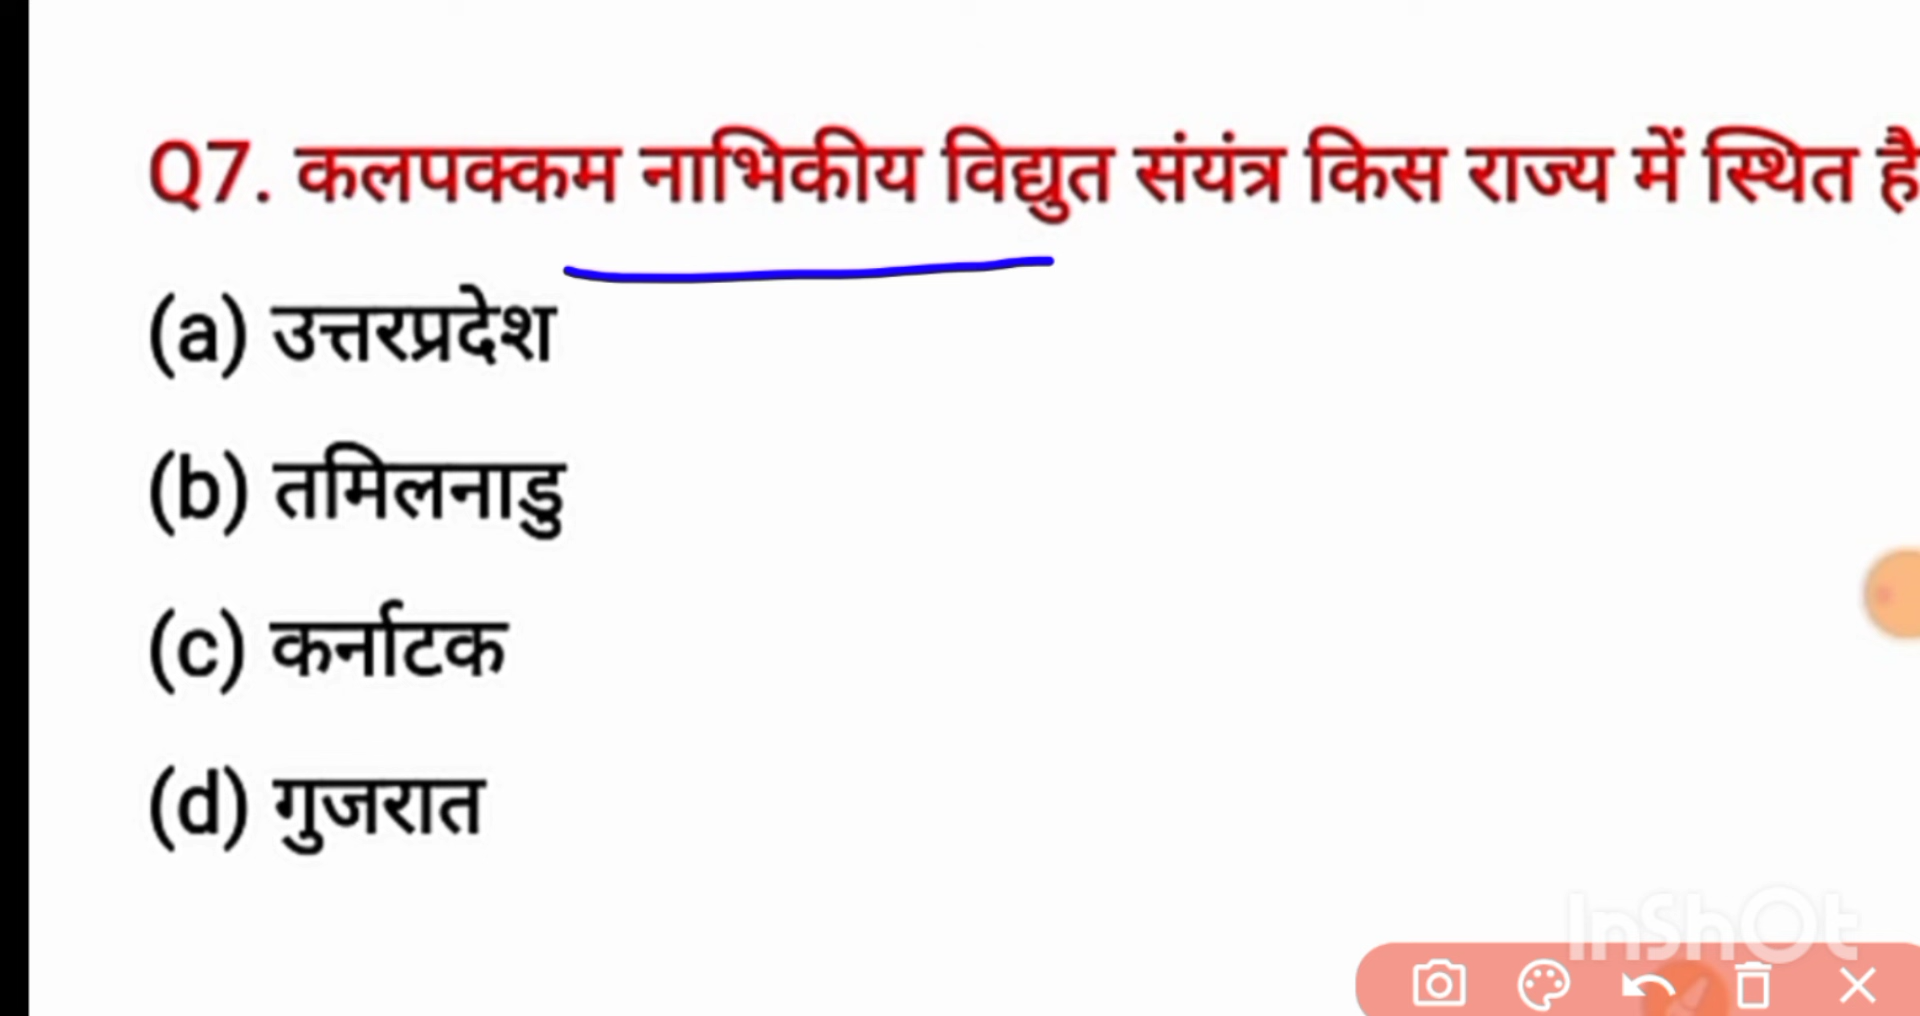 Q7. कलपक्कम नाभिकीय विद्युत संयंत्र किस राज्य में स्थित है
(a) उत्तरप्रदेश
(b) तमिलनाडु
(c) कर्नाटक
(d) गुजरात
InShOt